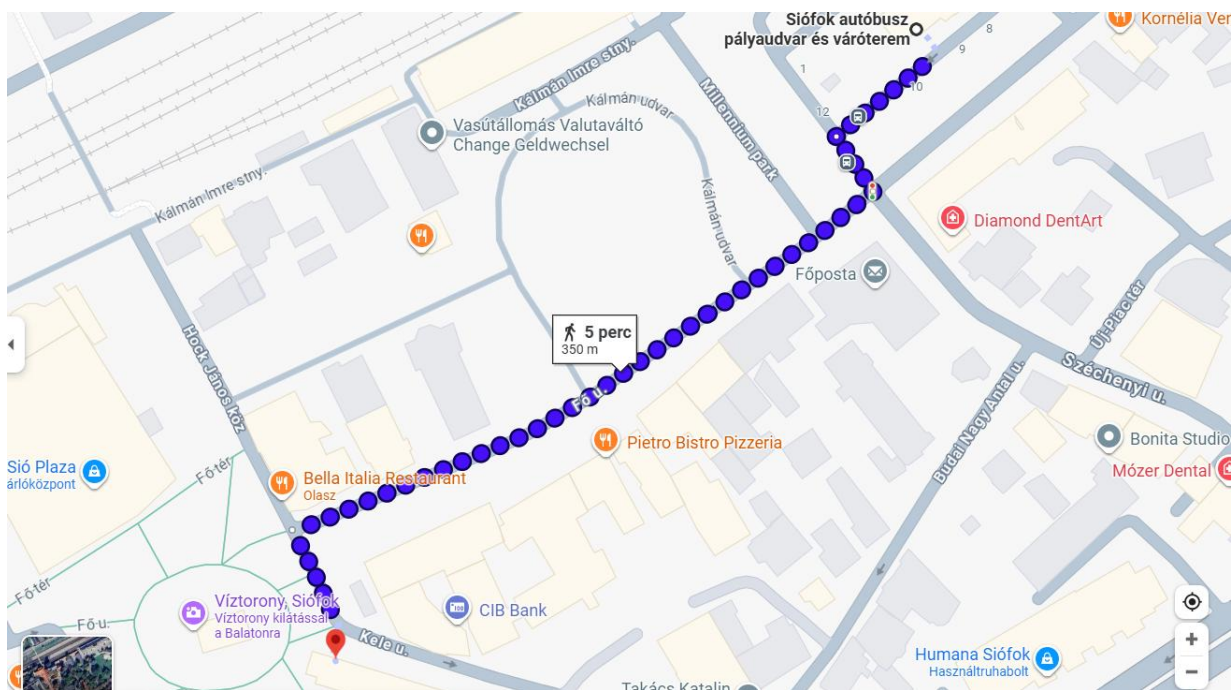 Siófok autóbusz
pályaudvar és váróterem
Kornélia Ver
8
9
10
1
12
Kálmán Imre stny.
Kálmán udvar
Millennium park
Vasútállomás Valutaváltó
Change Geldwechsel
Kálmán Imre stny.
Kálmán udvar
Diamond DentArt
Főposta
5 perc
350 m
Új-Piac tér
Hock János köz
Széchenyi u.
Fő u.
Budai Nagy Antal u.
Pietro Bistro Pizzeria
Bonita Studio
Mózer Dental
Sió Plaza
árlóközpont
Fő tér
Bella Italia Restaurant
Olasz
Fő tér
Víztorony, Siófok
Víztorony kilátással
a Balatonra
CIB Bank
Fő u.
Kele u.
Humana Siófok
Használtruhabolt
Takács Katalin